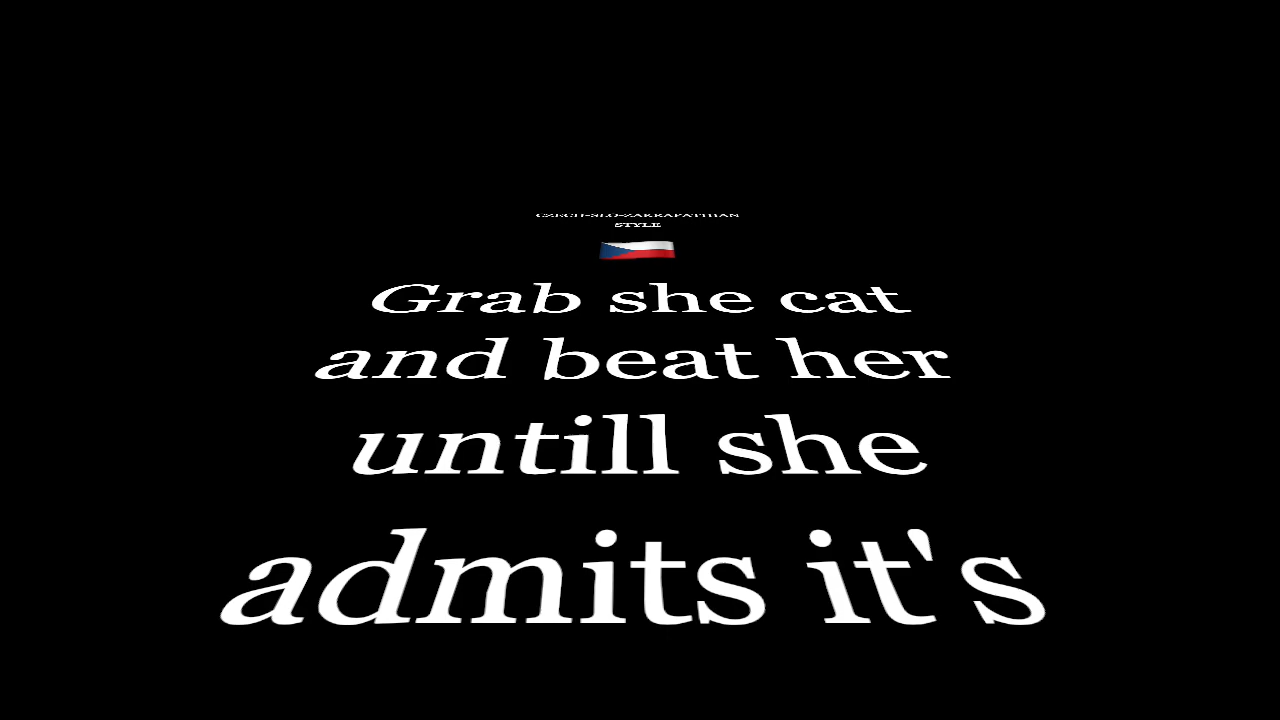 STYLE
Grab she cat
and beat her
untill she
admits it's